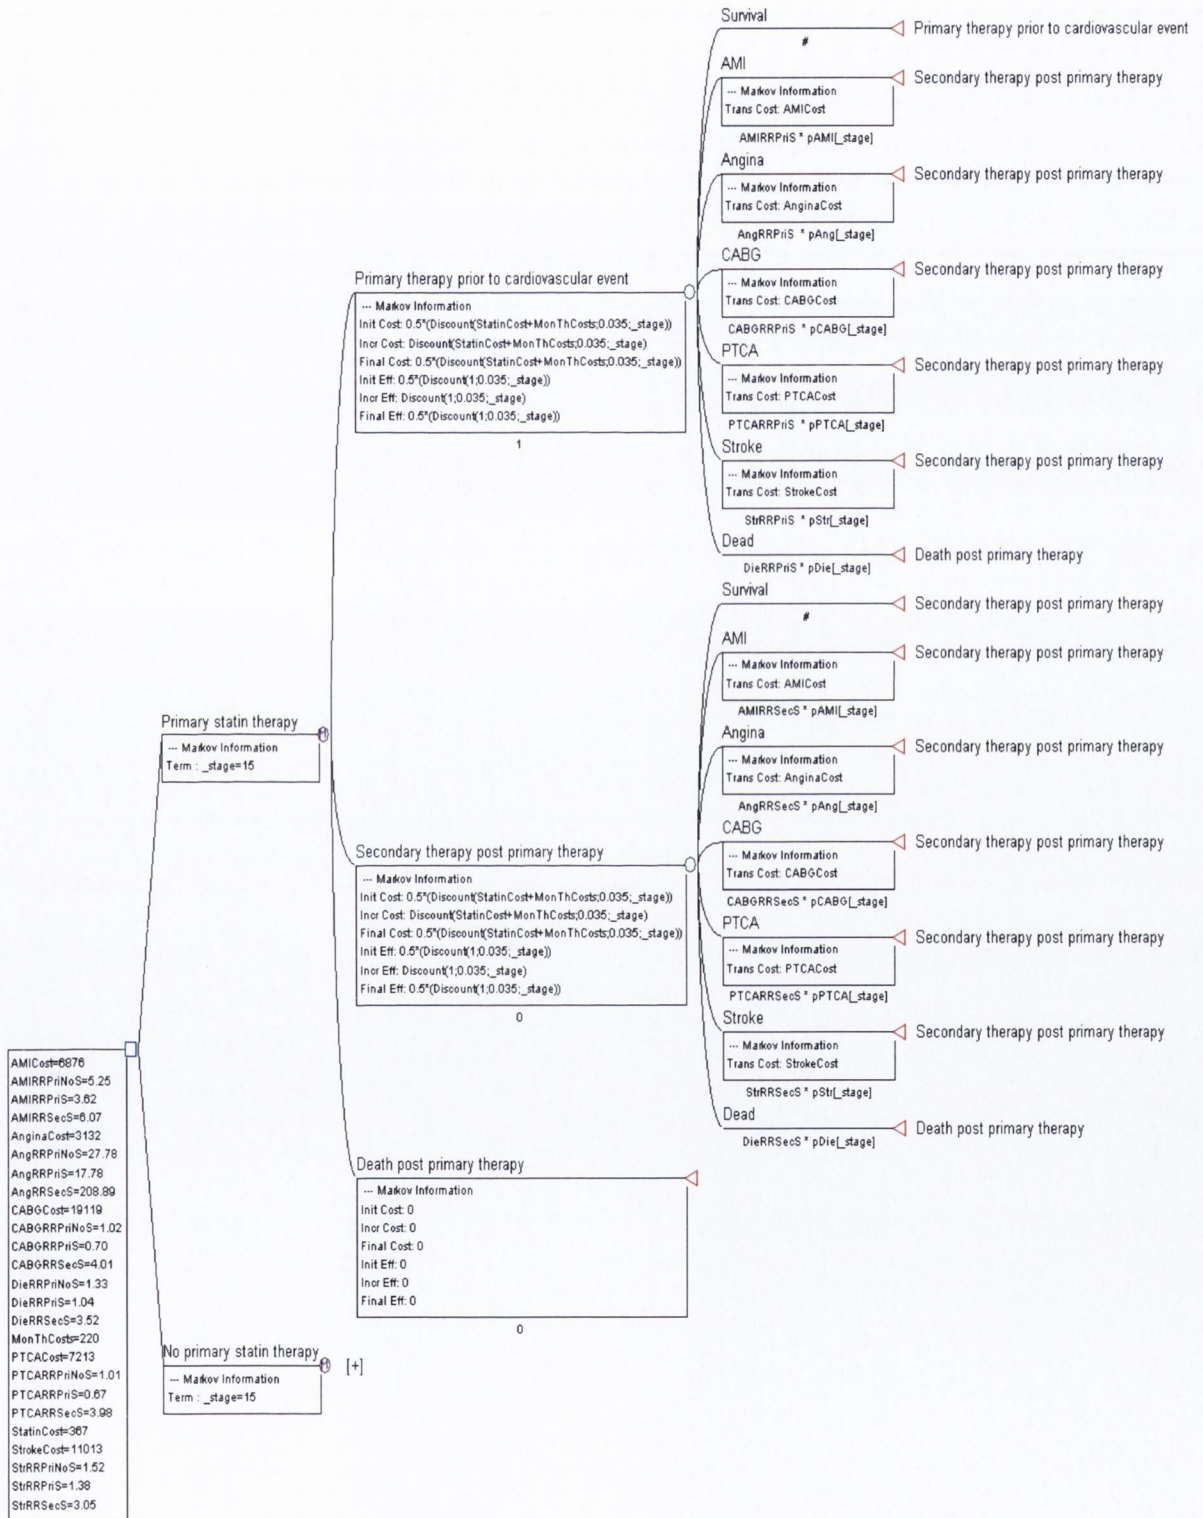 Survival
#
Primary therapy prior to cardiovascular event
AMI
--- Markov Information
Trans Cost: AMICost
AMIRRPriS * pAMI[_stage]
Secondary therapy post primary therapy
Angina
--- Markov Information
Trans Cost: AnginaCost
AngRRPriS * pAng[_stage]
Secondary therapy post primary therapy
CABG
--- Markov Information
Trans Cost: CABGCost
CABGRRPriS * pCABG[_stage]
Secondary therapy post primary therapy
PTCA
--- Markov Information
Trans Cost: PTCACost
PTCARRPriS * pPTCA[_stage]
Secondary therapy post primary therapy
Stroke
--- Markov Information
Trans Cost: StrokeCost
StrRRPriS * pStr[_stage]
Secondary therapy post primary therapy
Dead
DieRRPriS * pDie[_stage]
Death post primary therapy
Primary therapy prior to cardiovascular event
--- Markov Information
Init Cost: 0.5*(Discount(StatinCost+MonThCosts;0.035;_stage))
Incr Cost: Discount(StatinCost+MonThCosts;0.035;_stage)
Final Cost: 0.5*(Discount(StatinCost+MonThCosts;0.035;_stage))
Init Eff: 0.5*(Discount(1;0.035;_stage))
Incr Eff: Discount(1;0.035;_stage)
Final Eff: 0.5*(Discount(1;0.035;_stage))
1
Survival
#
Secondary therapy post primary therapy
AMI
--- Markov Information
Trans Cost: AMICost
AMIRRSecS * pAMI[_stage]
Secondary therapy post primary therapy
Angina
--- Markov Information
Trans Cost: AnginaCost
AngRRSecS * pAng[_stage]
Secondary therapy post primary therapy
CABG
--- Markov Information
Trans Cost: CABGCost
CABGRRSecS * pCABG[_stage]
Secondary therapy post primary therapy
PTCA
--- Markov Information
Trans Cost: PTCACost
PTCARRSecS * pPTCA[_stage]
Secondary therapy post primary therapy
Stroke
--- Markov Information
Trans Cost: StrokeCost
StrRRSecS * pStr[_stage]
Secondary therapy post primary therapy
Dead
DieRRSecS * pDie[_stage]
Death post primary therapy
Secondary therapy post primary therapy
--- Markov Information
Init Cost: 0.5*(Discount(StatinCost+MonThCosts;0.035;_stage))
Incr Cost: Discount(StatinCost+MonThCosts;0.035;_stage)
Final Cost: 0.5*(Discount(StatinCost+MonThCosts;0.035;_stage))
Init Eff: 0.5*(Discount(1;0.035;_stage))
Incr Eff: Discount(1;0.035;_stage)
Final Eff: 0.5*(Discount(1;0.035;_stage))
0
Death post primary therapy
--- Markov Information
Init Cost: 0
Incr Cost: 0
Final Cost: 0
Init Eff: 0
Incr Eff: 0
Final Eff: 0
0
Primary statin therapy
M
--- Markov Information
Term : _stage=15
No primary statin therapy
M
[+]
--- Markov Information
Term : _stage=15
AMICost=6876
AMIRRPriNoS=5.25
AMIRRPriS=3.62
AMIRRSecS=6.07
AnginaCost=3132
AngRRPriNoS=27.78
AngRRPriS=17.78
AngRRSecS=208.89
CABGCost=19119
CABGRRPriNoS=1.02
CABGRRPriS=0.70
CABGRRSecS=4.01
DieRRPriNoS=1.33
DieRRPriS=1.04
DieRRSecS=3.52
MonThCosts=220
PTCACost=7213
PTCARRPriNoS=1.01
PTCARRPriS=0.67
PTCARRSecS=3.98
StatinCost=367
StrokeCost=11013
StrRRPriNoS=1.52
StrRRPriS=1.38
StrRRSecS=3.05